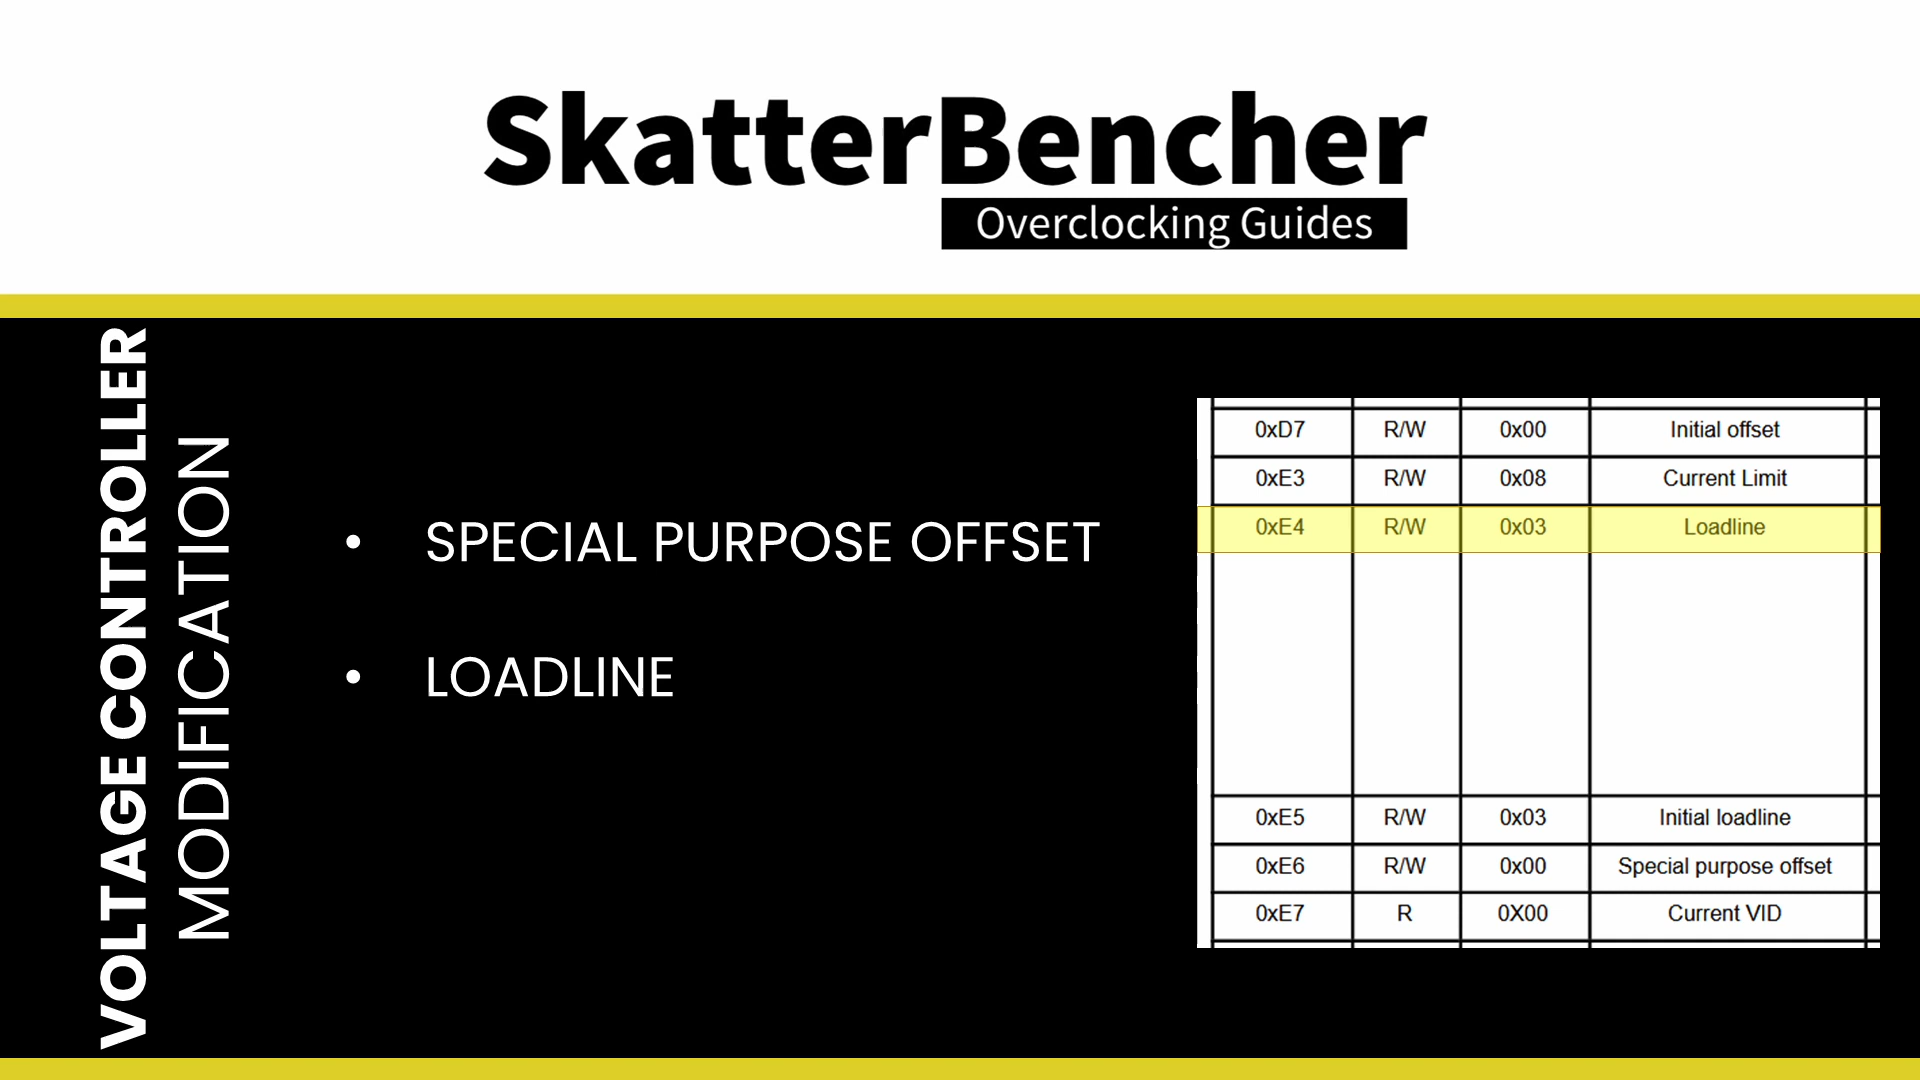 SkatterBencher
Overclocking Guides
VOLTAGE CONTROLLER
MODIFICATION
• SPECIAL PURPOSE OFFSET
• LOADLINE
0xD7 R/W 0x00 Initial offset
0xE3 R/W 0x08 Current Limit
0xE4 R/W 0x03 Loadline
0xE5 R/W 0x03 Initial loadline
0xE6 R/W 0x00 Special purpose offset
0xE7 R 0X00 Current VID